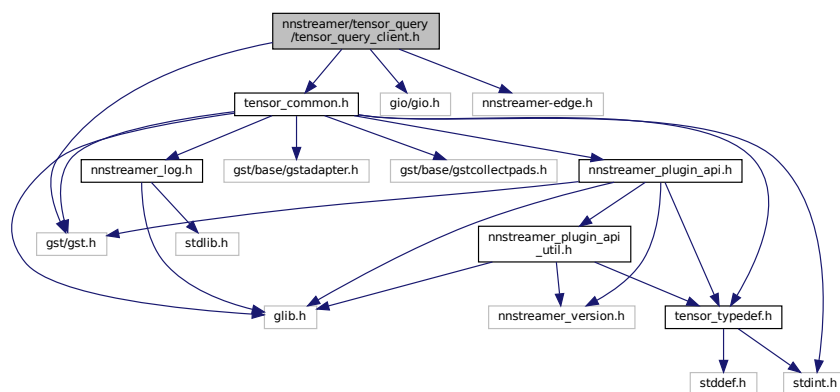 nnstreamer/tensor_query
/tensor_query_client.h
tensor_common.h
gio/gio.h
nnstreamer-edge.h
nnstreamer_log.h
gst/base/gstadapter.h
gst/base/gstcollectpads.h
nnstreamer_plugin_api.h
gst/gst.h
stdlib.h
nnstreamer_plugin_api
_util.h
glib.h
nnstreamer_version.h
tensor_typedef.h
stddef.h
stdint.h